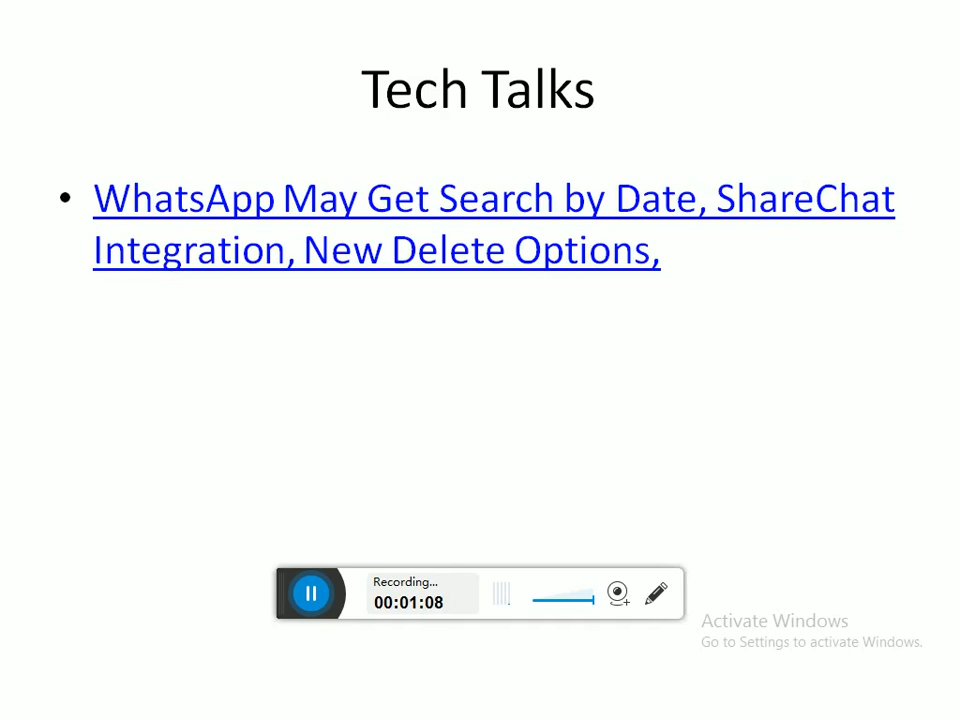 Tech Talks
• WhatsApp May Get Search by Date, ShareChat
Integration, New Delete Options,
Recording...
00:01:08
Activate Windows
Go to Settings to activate Windows.